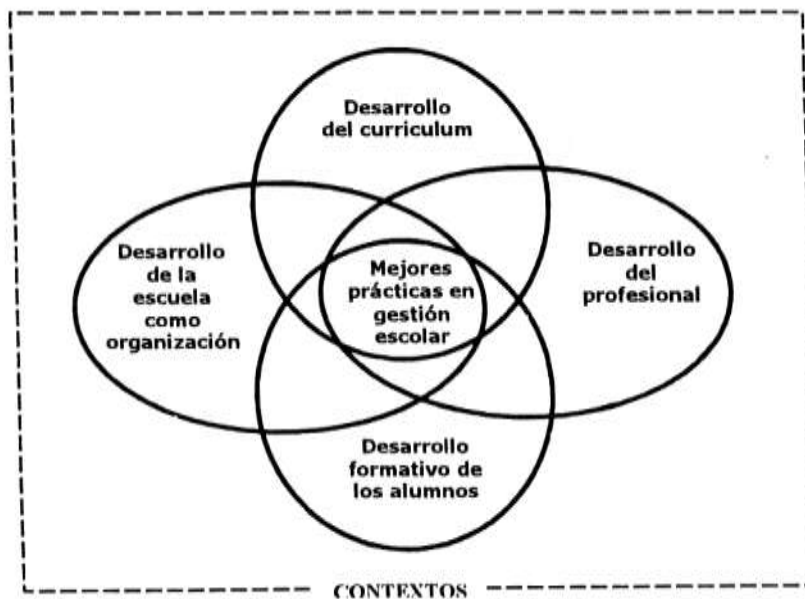 Desarrollo
del curriculum
Desarrollo
de la
escuela
como
organización
Mejores
prácticas en
gestión
escolar
Desarrollo
del
profesional
Desarrollo
formativo de
los alumnos
CONTEXTOS